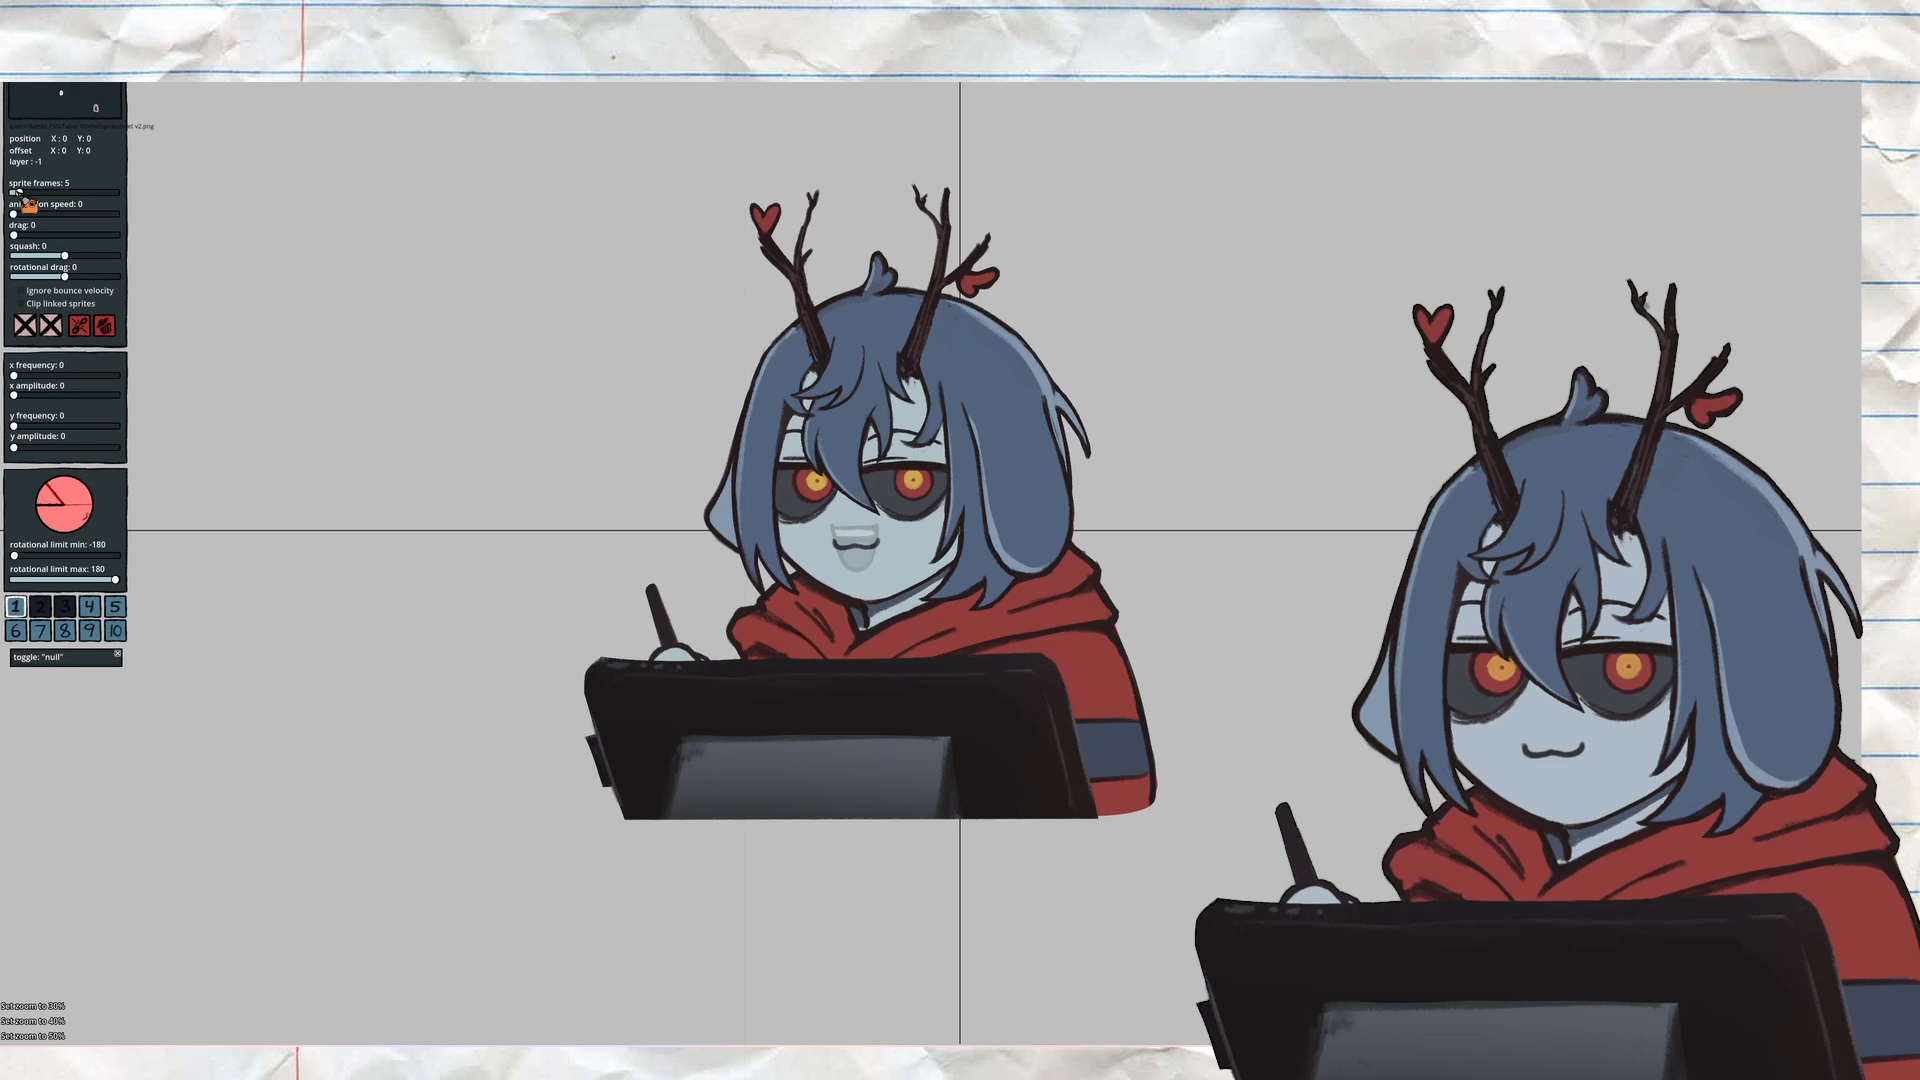 position X : 0 Y: 0
offset X : 0 Y: 0
layer : -1
sprite frames: 5
speed: 0
drag: 0
squash: 0
rotational drag: 0
Ignore bounce velocity
Clip linked sprites
x frequency: 0
x amplitude: 0
y frequency: 0
y amplitude: 0
rotational limit min: -180
rotational limit max: 180
1 2 3 4 5
6 7 8 9 10
toggle: "null"
Set zoom to 30%
Set zoom to 40%
Set zoom to 50%